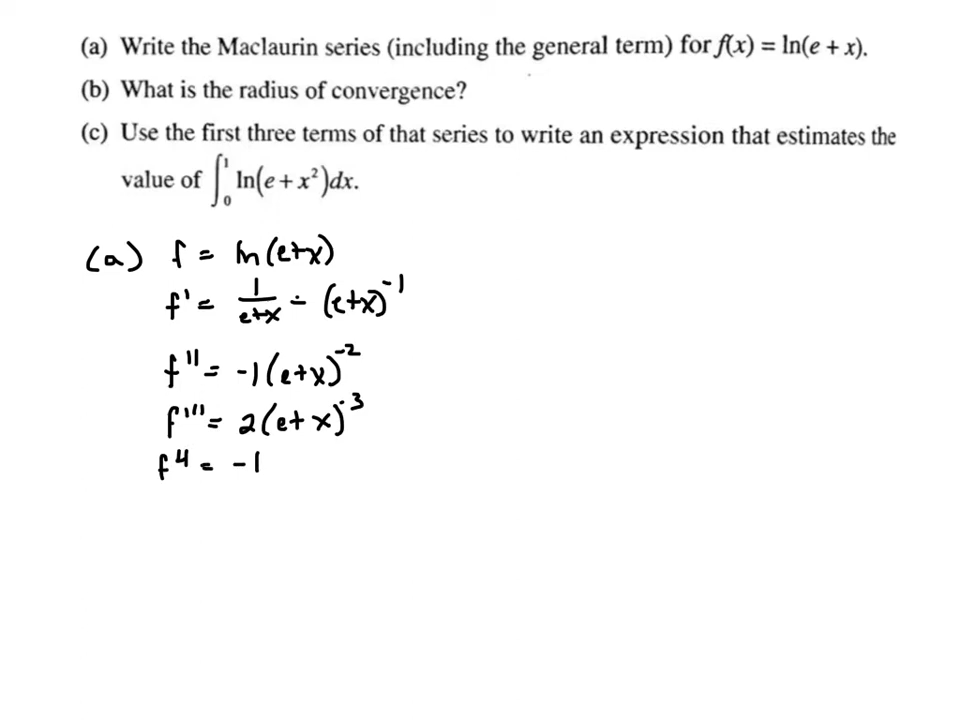 (a) Write the Maclaurin series (including the general term) for f(x) = ln(e + x).
(b) What is the radius of convergence?
(c) Use the first three terms of that series to write an expression that estimates the
value of ∫₀¹ ln(e + x²)dx.
(a) f = ln(e+x)
f' = 1/(e+x) = (e+x)⁻¹
f'' = -1(e+x)⁻²
f''' = 2(e+x)⁻³
f⁴ = -1